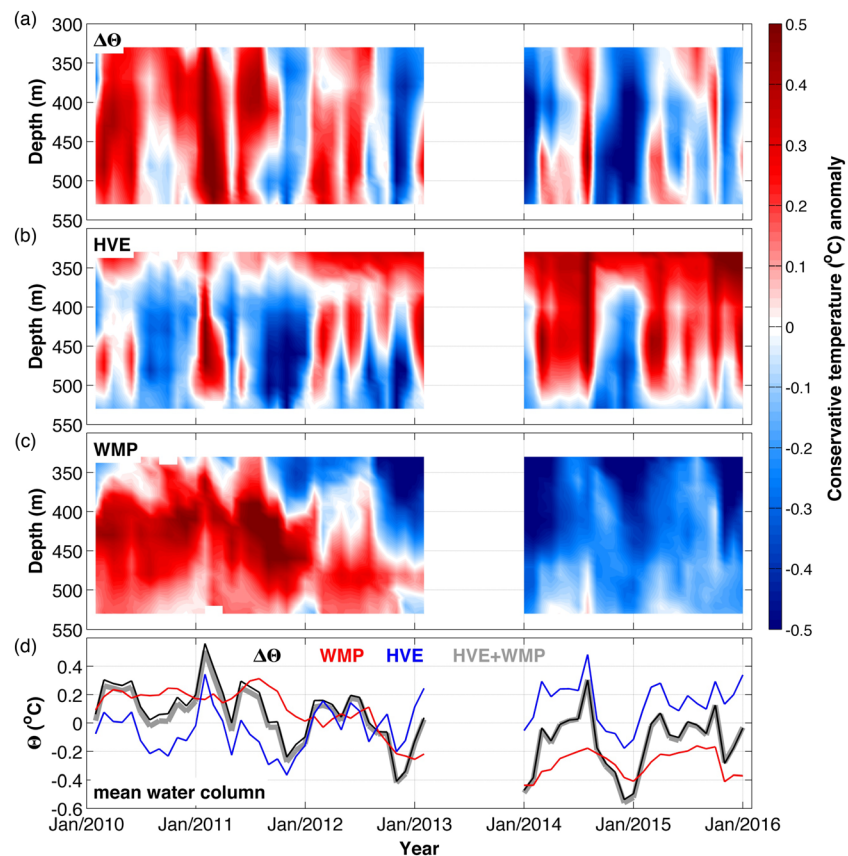 (a)
ΔΘ
300
350
400
450
500
550
Depth (m)
(b)
HVE
350
400
450
500
550
Depth (m)
(c)
WMP
350
400
450
500
550
Depth (m)
0.5
0.4
0.3
0.2
0.1
0
-0.1
-0.2
-0.3
-0.4
-0.5
Conservative temperature (°C) anomaly
(d)
ΔΘ WMP HVE HVE+WMP
0.4
0.2
0
-0.2
-0.4
-0.6
Θ (°C)
mean water column
Jan/2010 Jan/2011 Jan/2012 Jan/2013 Jan/2014 Jan/2015 Jan/2016
Year